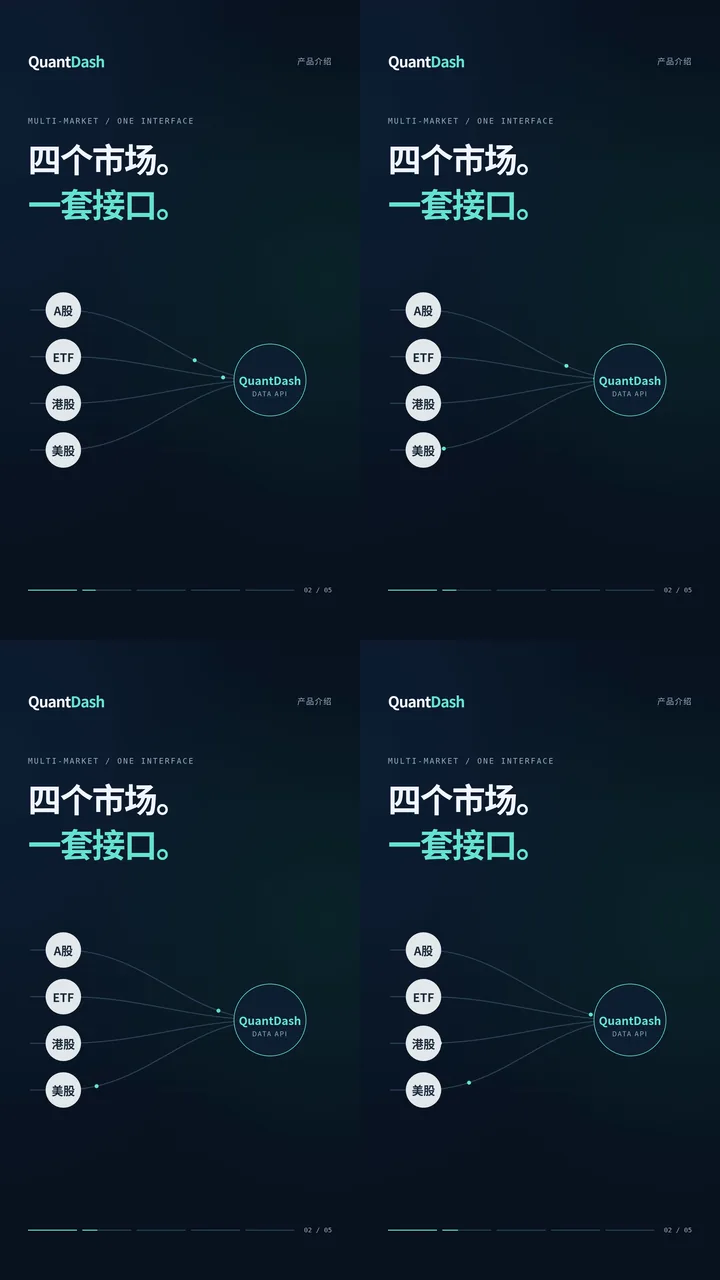 QuantDash
产品介绍
MULTI-MARKET / ONE INTERFACE
四个市场。
一套接口。
A股
ETF
港股
美股
QuantDash
DATA API
02 / 05
QuantDash
产品介绍
MULTI-MARKET / ONE INTERFACE
四个市场。
一套接口。
A股
ETF
港股
美股
QuantDash
DATA API
02 / 05
QuantDash
产品介绍
MULTI-MARKET / ONE INTERFACE
四个市场。
一套接口。
A股
ETF
港股
美股
QuantDash
DATA API
02 / 05
QuantDash
产品介绍
MULTI-MARKET / ONE INTERFACE
四个市场。
一套接口。
A股
ETF
港股
美股
QuantDash
DATA API
02 / 05